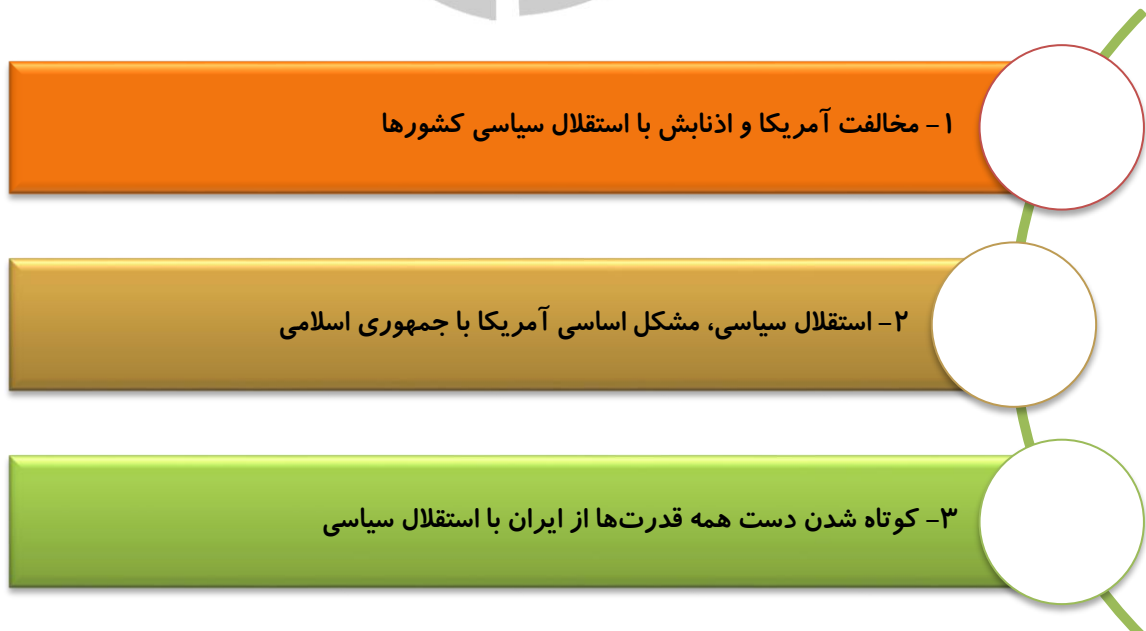 ۱- مخالفت آمریکا و اذنابش با استقلال سیاسی کشورها
۲- استقلال سیاسی، مشکل اساسی آمریکا با جمهوری اسلامی
۳- کوتاه شدن دست همه قدرت‌ها از ایران با استقلال سیاسی